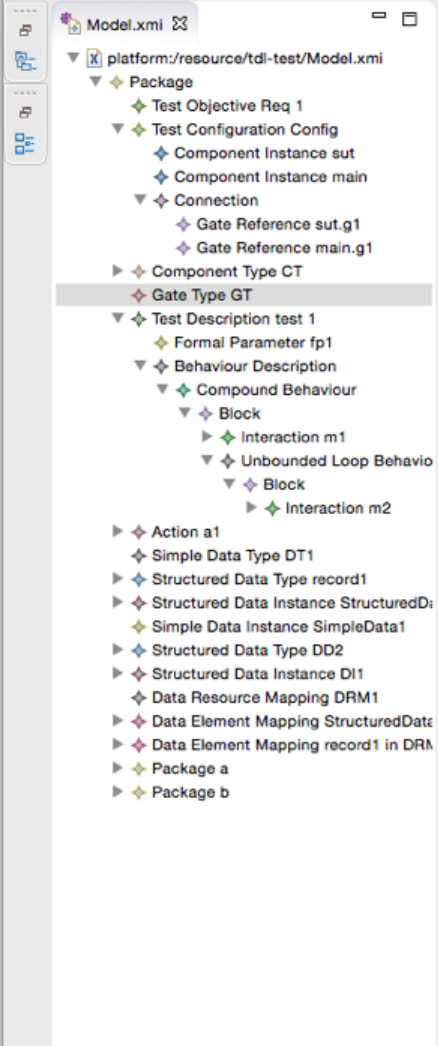 Model.xmi
platform:/resource/tdl-test/Model.xmi
Package
Test Objective Req 1
Test Configuration Config
Component Instance sut
Component Instance main
Connection
Gate Reference sut.g1
Gate Reference main.g1
Component Type CT
Gate Type GT
Test Description test 1
Formal Parameter fp1
Behaviour Description
Compound Behaviour
Block
Interaction m1
Unbounded Loop Behavio
Block
Interaction m2
Action a1
Simple Data Type DT1
Structured Data Type record1
Structured Data Instance StructuredDa
Simple Data Instance SimpleData1
Structured Data Type DD2
Structured Data Instance DI1
Data Resource Mapping DRM1
Data Element Mapping StructuredData
Data Element Mapping record1 in DRM
Package a
Package b